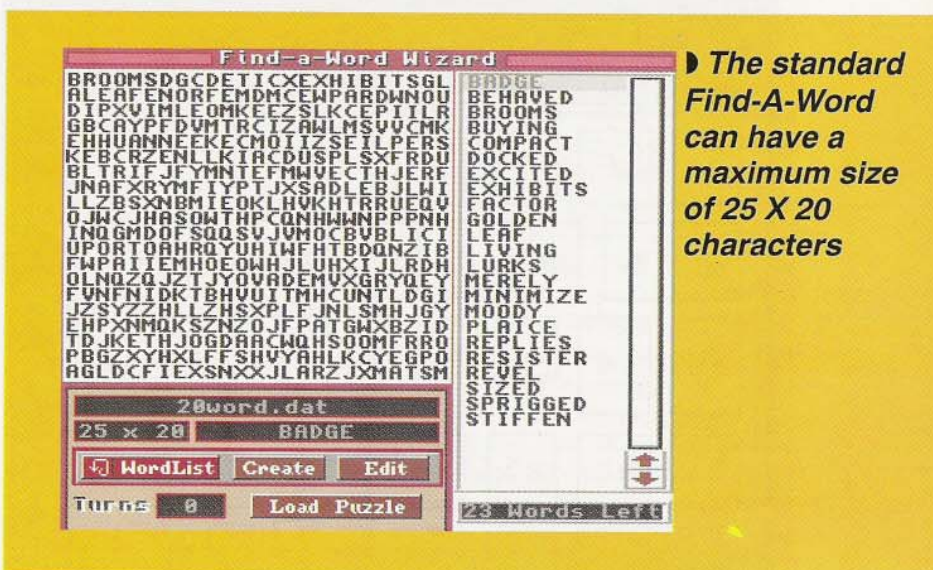 Find-a-Word Wizard
BROOMSDGCDETICXEXHIBITSGL
ALEAFENORFEMDMCEWPARDWNOU
DIPXVIMLEOMKEEZSLKCEPIILR
GBCAYPFDVMTRCIZAWLMSVVCMK
EHHUANNEEKECMOIIZSEILPERS
KEBCRZENLLKIACDUSPLSXFRDU
BLTRIFJFYMNTEFMWVECTHJERF
JNAFXRYMFIYPTJXSADLEBJLWI
LLZBSXNBMIEOKLHVKHTRRUEQV
OJWCJHASOWTHPCQNHWWNPPPNH
INQGMDOFSQQSVJVMOCBVBLICI
UPORTOAHRQYUHIWFHTBDQNZIB
FWPAIIEMHOEOWHJLUHXIJLRDH
OLNQZQJZTJYOVADEMVXGRYQEY
FVNFNIDKTBHVUITMHCUNTLDGI
JZSYZZHLLZHSXPLFJNLSMHJGY
EHPXNMQKSZNZOJFPATGWXBZID
TDJKETHJOGDAACWQHSOOMFRRO
PBGZXYHXLFFSHVYAHLKCYEGPO
AGLDCFIEXSNXXJLARZJXMATSM
20word.dat
25 x 20
BADGE
WordList
Create
Edit
Turns 0
Load Puzzle
BADGE
BEHAVED
BROOMS
BUYING
COMPACT
DOCKED
EXCITED
EXHIBITS
FACTOR
GOLDEN
LEAF
LIVING
LURKS
MERELY
MINIMIZE
MOODY
PLAICE
REPLIES
RESISTER
REVEL
SIZED
SPRIGGED
STIFFEN
23 Words Left
The standard
Find-A-Word
can have a
maximum size
of 25 X 20
characters